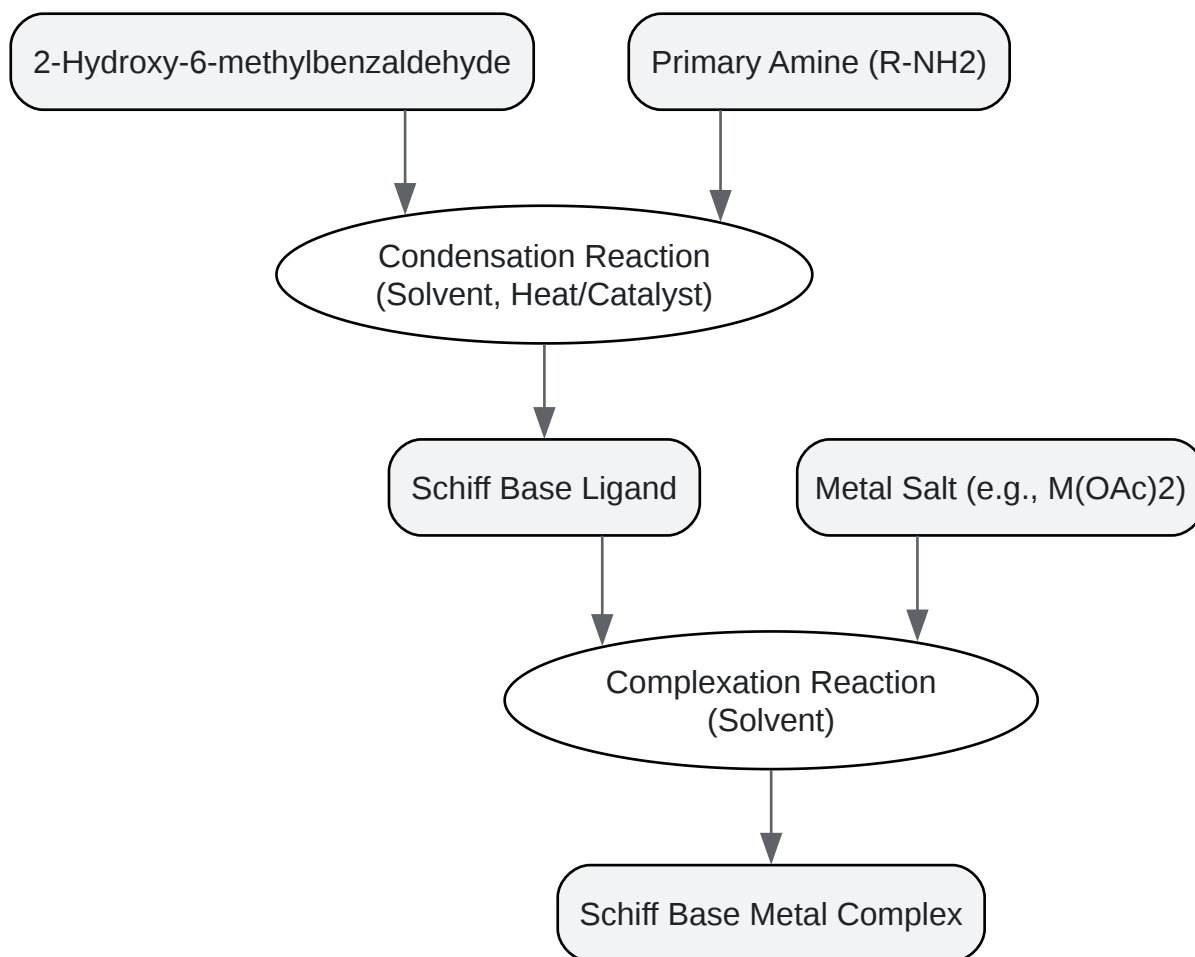 2-Hydroxy-6-methylbenzaldehyde
Primary Amine (R-NH2)
Condensation Reaction
(Solvent, Heat/Catalyst)
Schiff Base Ligand
Metal Salt (e.g., M(OAc)2)
Complexation Reaction
(Solvent)
Schiff Base Metal Complex